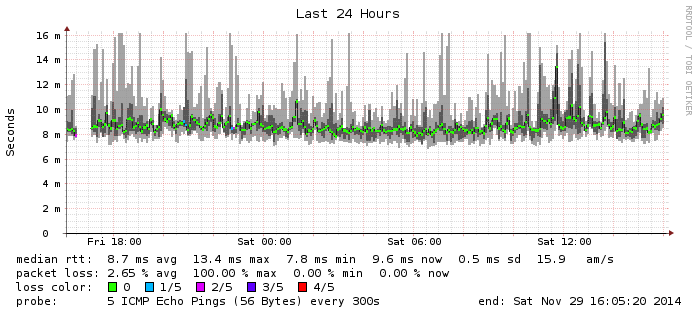 Last 24 Hours
RRDTOOL / TOBI OETIKER
Seconds
16 m
14 m
12 m
10 m
8 m
6 m
4 m
2 m
0
Fri 18:00 Sat 00:00 Sat 06:00 Sat 12:00
median rtt: 8.7 ms avg 13.4 ms max 7.8 ms min 9.6 ms now 0.5 ms sd 15.9 am/s
packet loss: 2.65 % avg 100.00 % max 0.00 % min 0.00 % now
loss color: 0 1/5 2/5 3/5 4/5
probe: 5 ICMP Echo Pings (56 Bytes) every 300s end: Sat Nov 29 16:05:20 2014